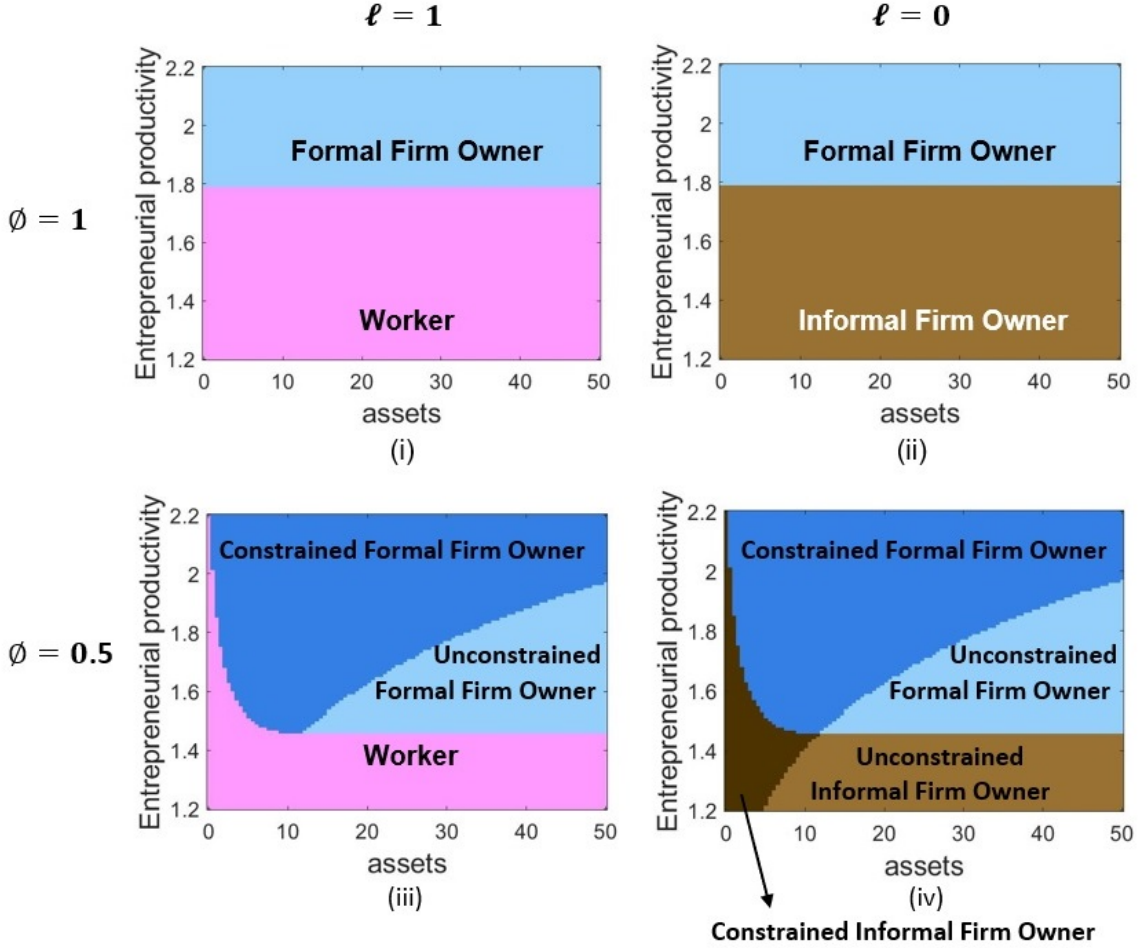 ℓ = 1
ℓ = 0
∅ = 1
Entrepreneurial productivity
2.2
2
1.8
1.6
1.4
1.2
Formal Firm Owner
Worker
0 10 20 30 40 50
assets
(i)
Entrepreneurial productivity
2.2
2
1.8
1.6
1.4
1.2
Formal Firm Owner
Informal Firm Owner
0 10 20 30 40 50
assets
(ii)
∅ = 0.5
Entrepreneurial productivity
2.2
2
1.8
1.6
1.4
1.2
Constrained Formal Firm Owner
Unconstrained
Formal Firm Owner
Worker
0 10 20 30 40 50
assets
(iii)
Entrepreneurial productivity
2.2
2
1.8
1.6
1.4
1.2
Constrained Formal Firm Owner
Unconstrained
Formal Firm Owner
Unconstrained
Informal Firm Owner
0 10 20 30 40 50
assets
(iv)
Constrained Informal Firm Owner